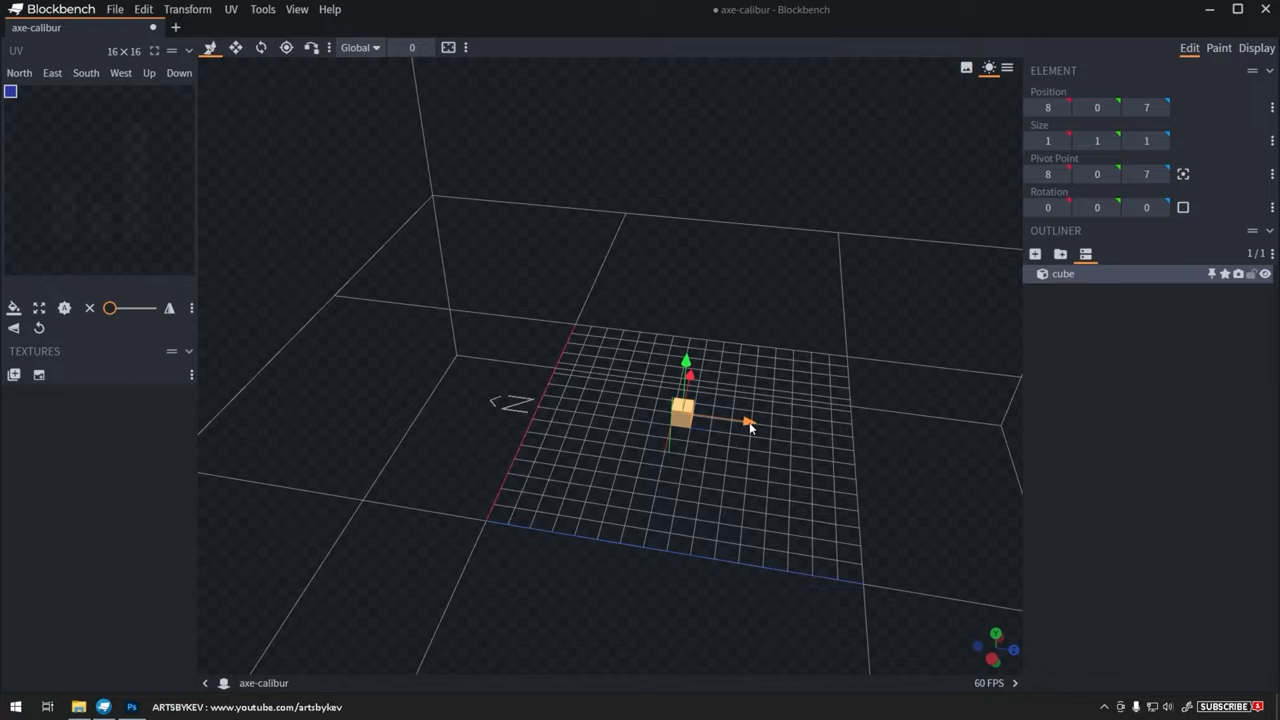 Blockbench File Edit Transform UV Tools View Help
axe-calibur - Blockbench
axe-calibur
UV 16×16
North East South West Up Down
Global 0
Edit Paint Display
ELEMENT
Position
8 0 7
Size
1 1 1
Pivot Point
8 0 7
Rotation
0 0 0
OUTLINER
1/1
cube
TEXTURES
N
Y
Z
axe-calibur
60 FPS
ARTSBYKEV : www.youtube.com/artsbykev
Ps
SUBSCRIBE